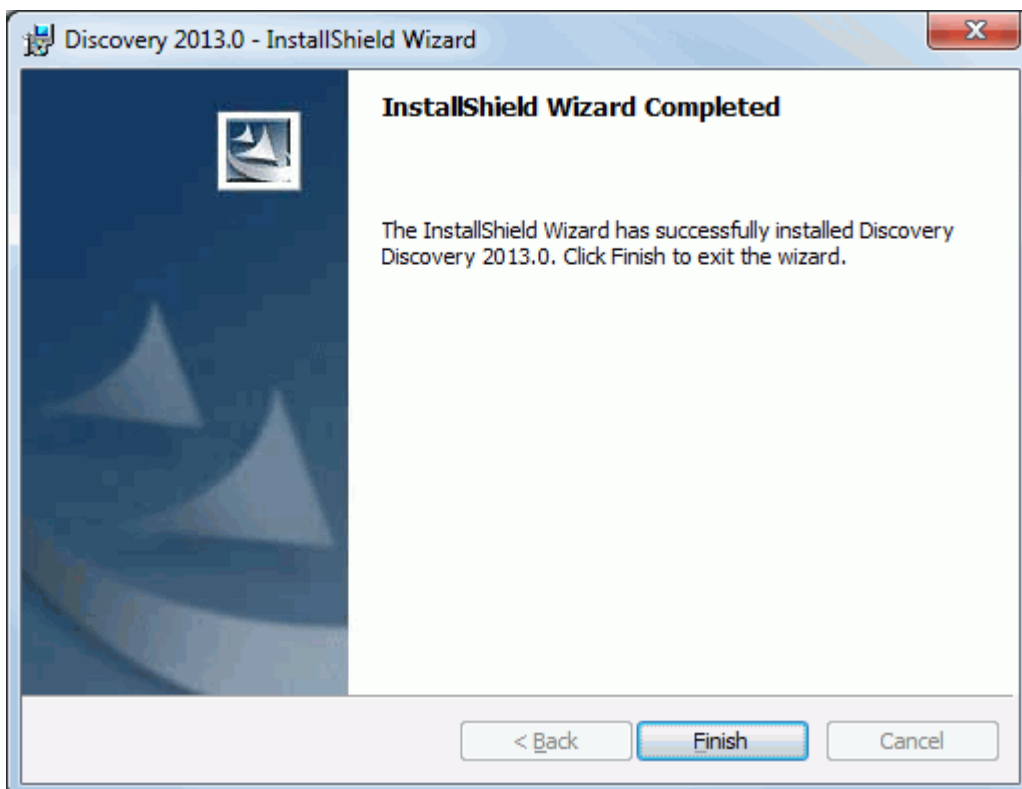 Discovery 2013.0 - InstallShield Wizard
InstallShield Wizard Completed
The InstallShield Wizard has successfully installed Discovery
Discovery 2013.0. Click Finish to exit the wizard.
< Back
Finish
Cancel